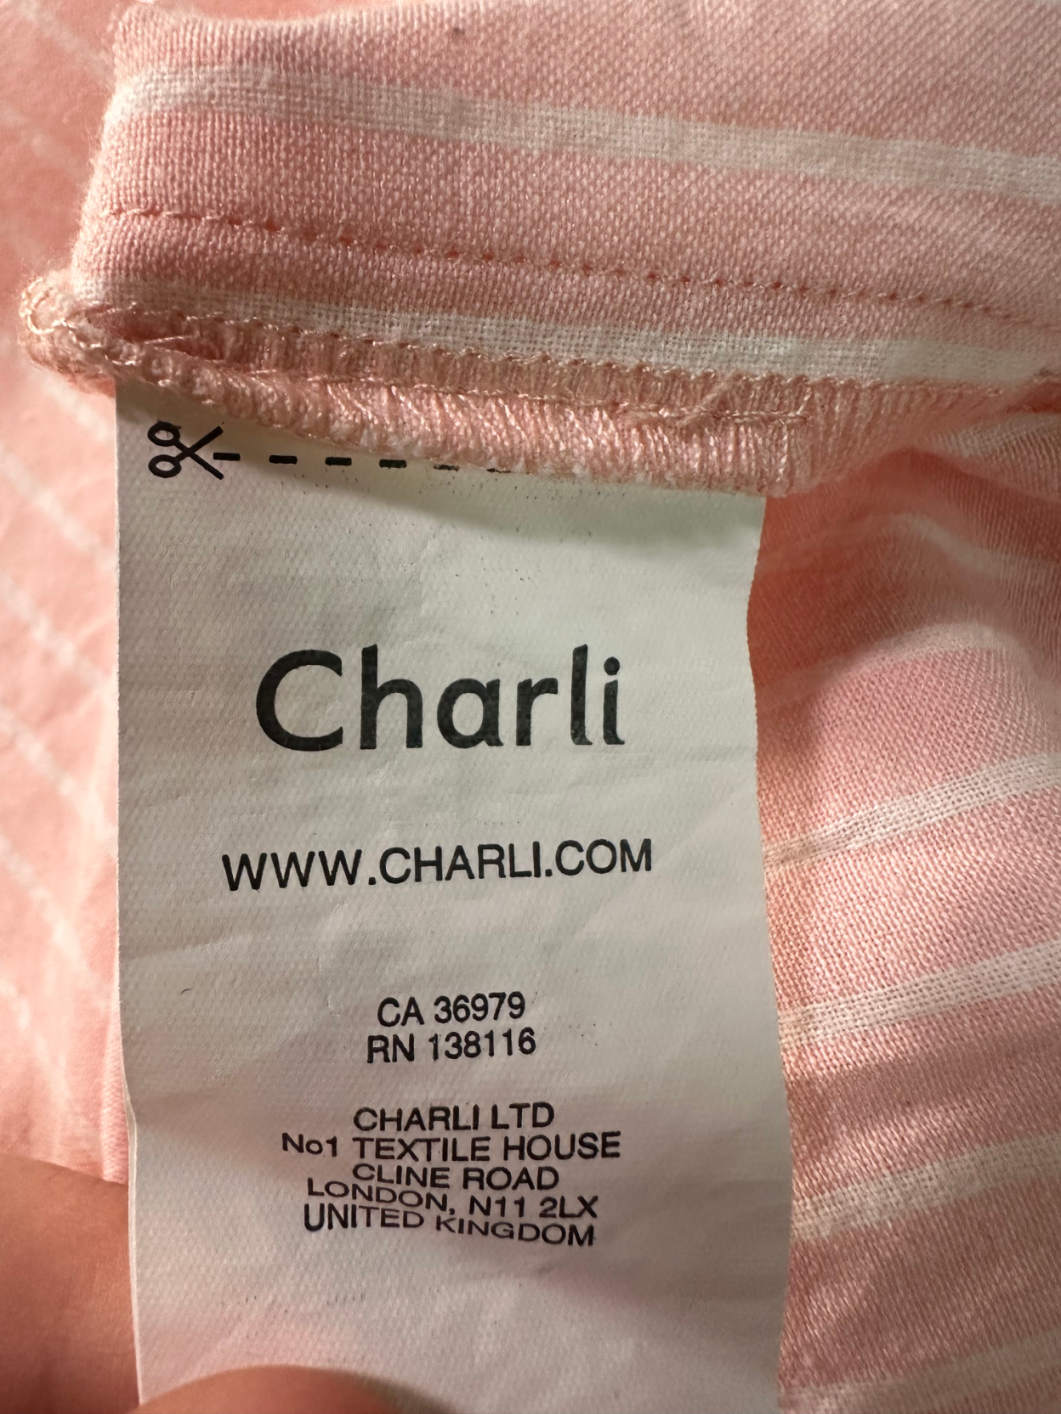 Charli
WWW.CHARLI.COM
CA 36979
RN 138116
CHARLI LTD
No1 TEXTILE HOUSE
CLINE ROAD
LONDON, N11 2LX
UNITED KINGDOM